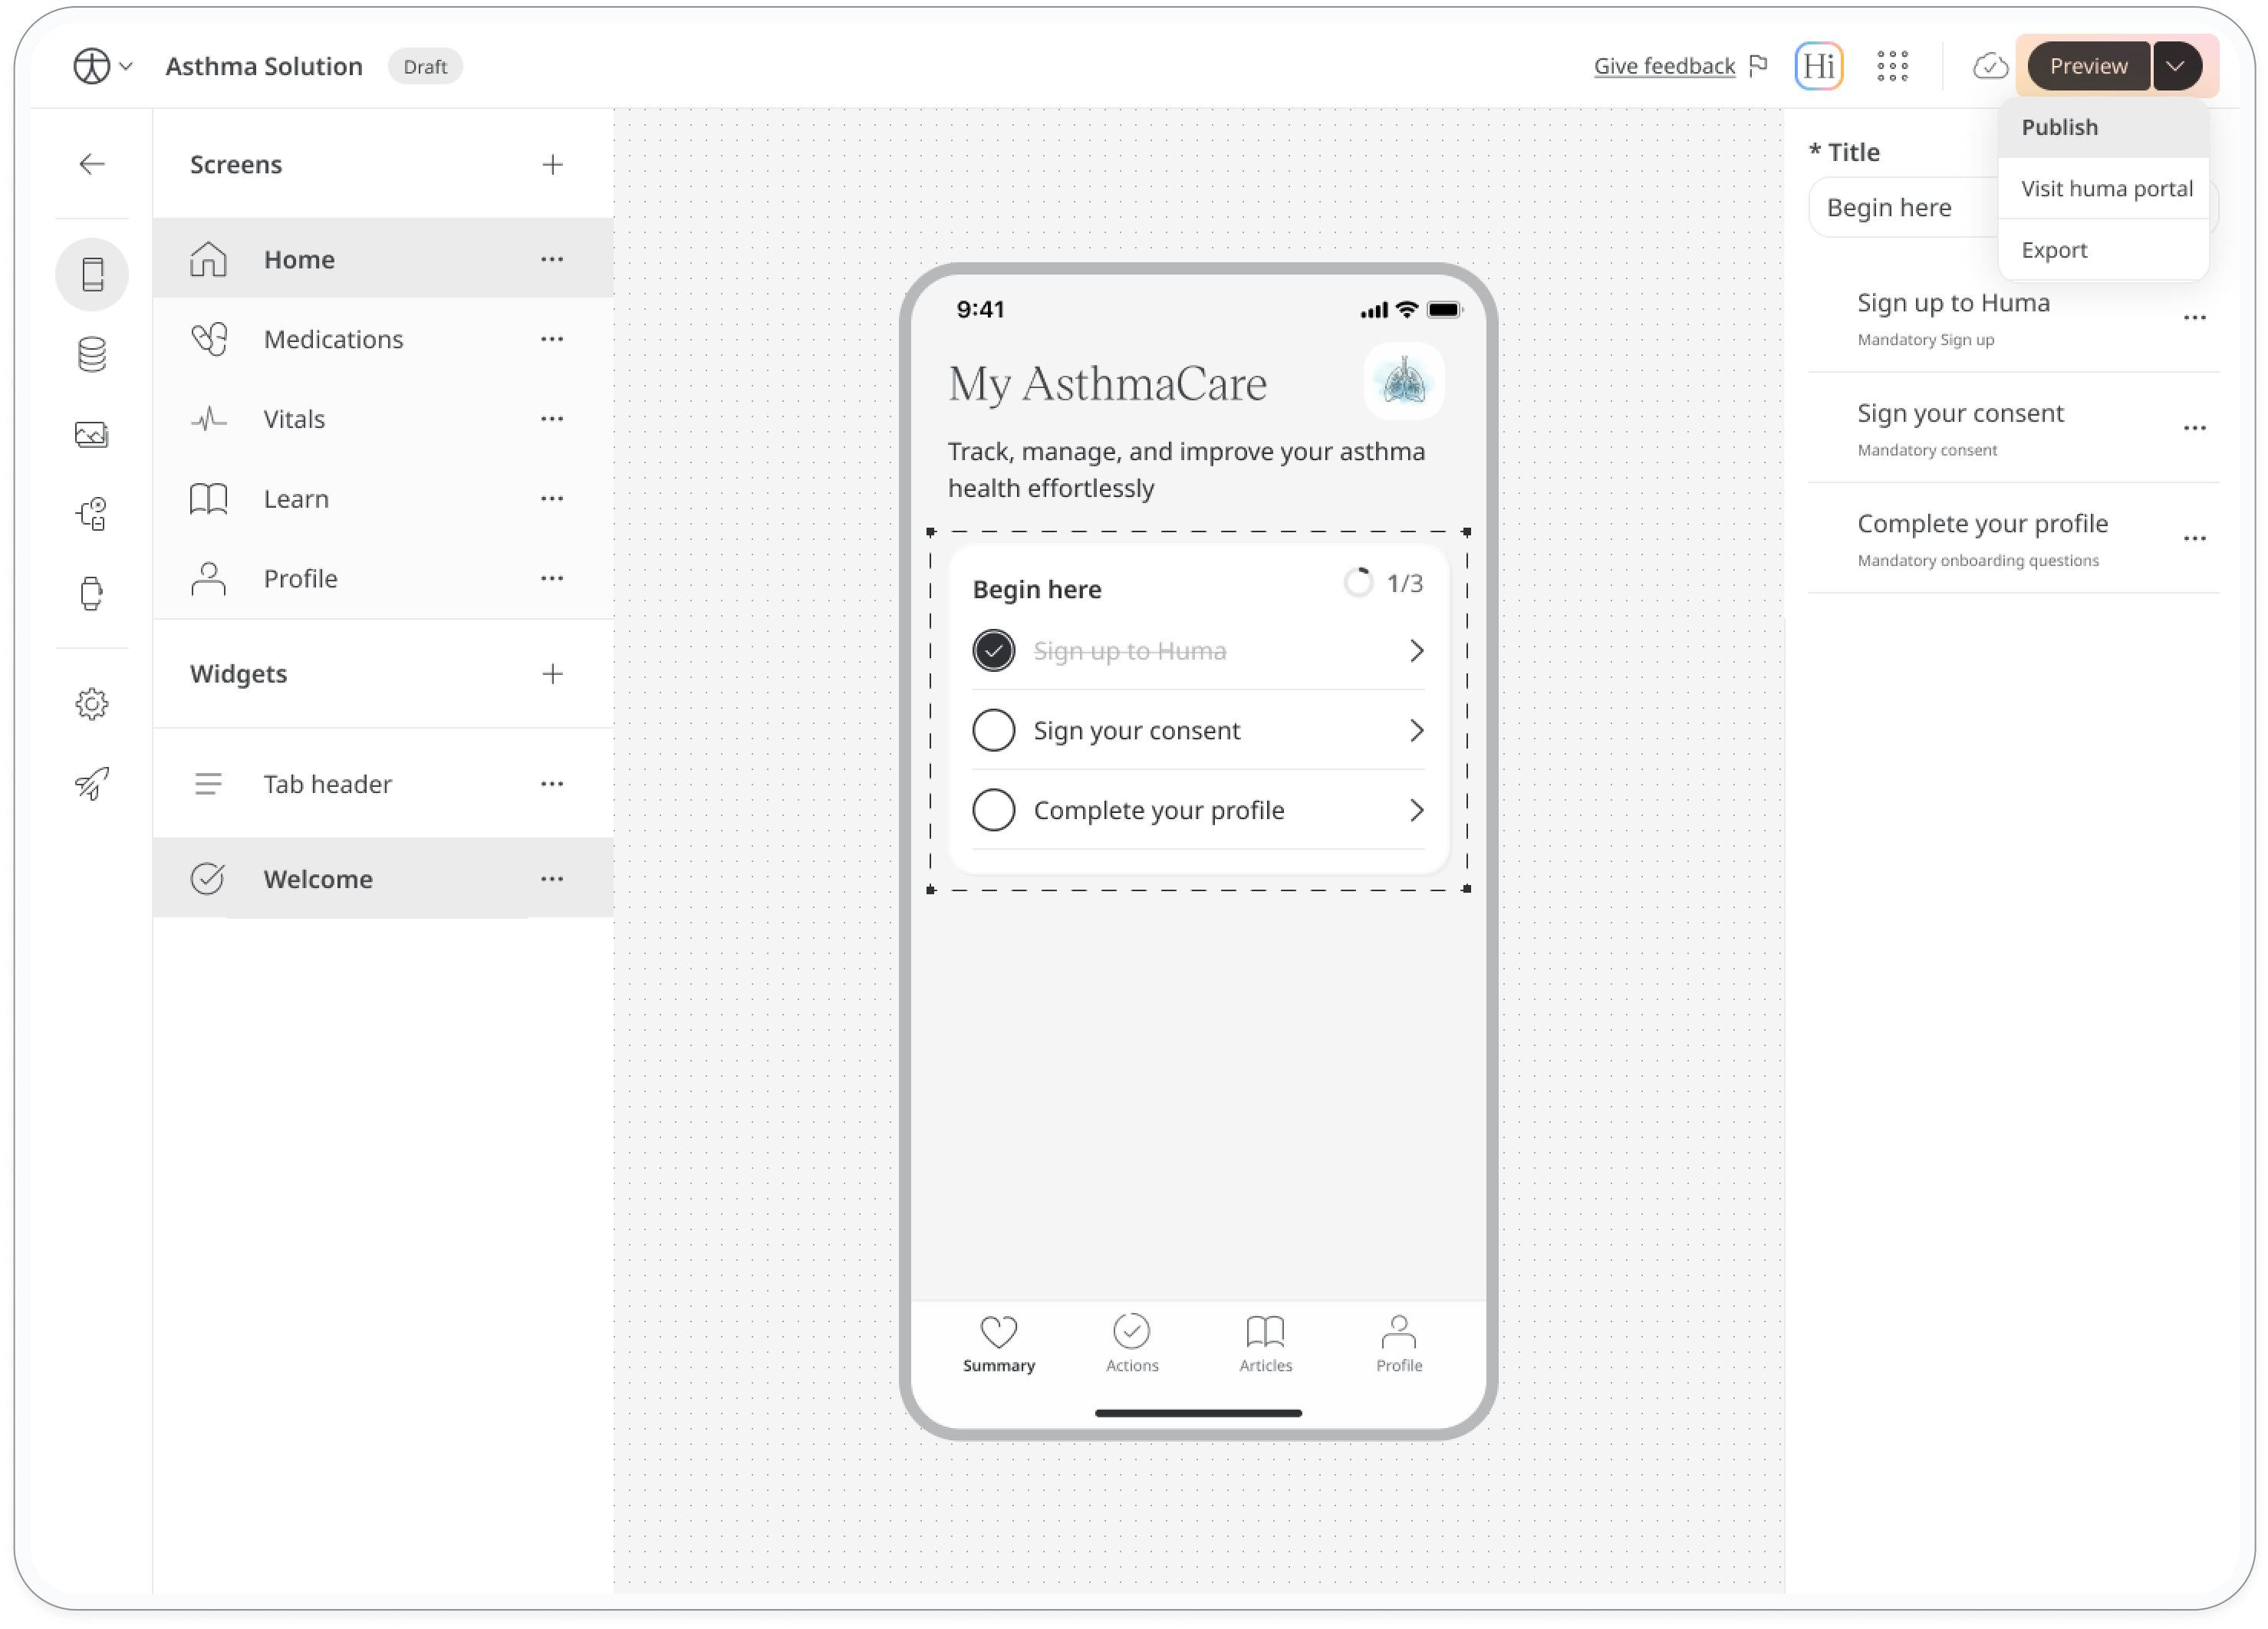 Asthma Solution
Draft
Give feedback
Hi
Preview
Publish
Visit huma portal
Export
Screens
Home
Medications
Vitals
Learn
Profile
Widgets
Tab header
Welcome
9:41
My AsthmaCare
Track, manage, and improve your asthma
health effortlessly
Begin here
1/3
Sign up to Huma
Sign your consent
Complete your profile
Summary
Actions
Articles
Profile
* Title
Begin here
Sign up to Huma
Mandatory Sign up
Sign your consent
Mandatory consent
Complete your profile
Mandatory onboarding questions